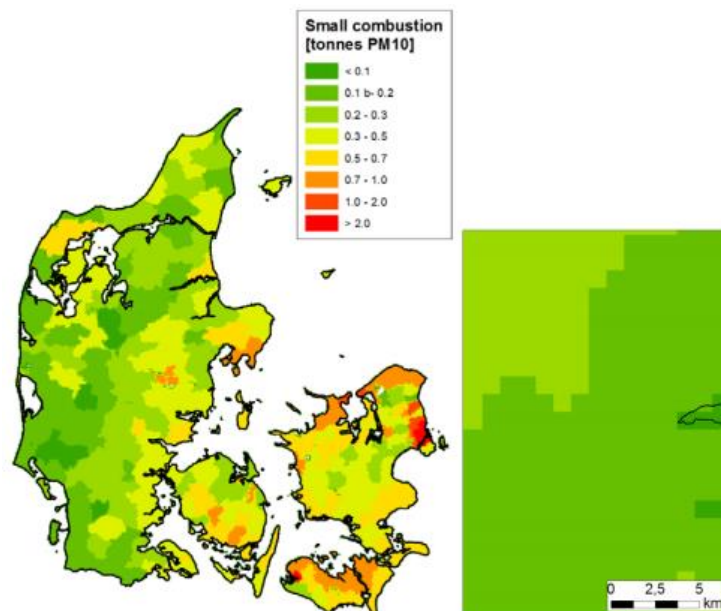 Small combustion
[tonnes PM10]
< 0.1
0.1 b- 0.2
0.2 - 0.3
0.3 - 0.5
0.5 - 0.7
0.7 - 1.0
1.0 - 2.0
> 2.0
0 2,5 5
km